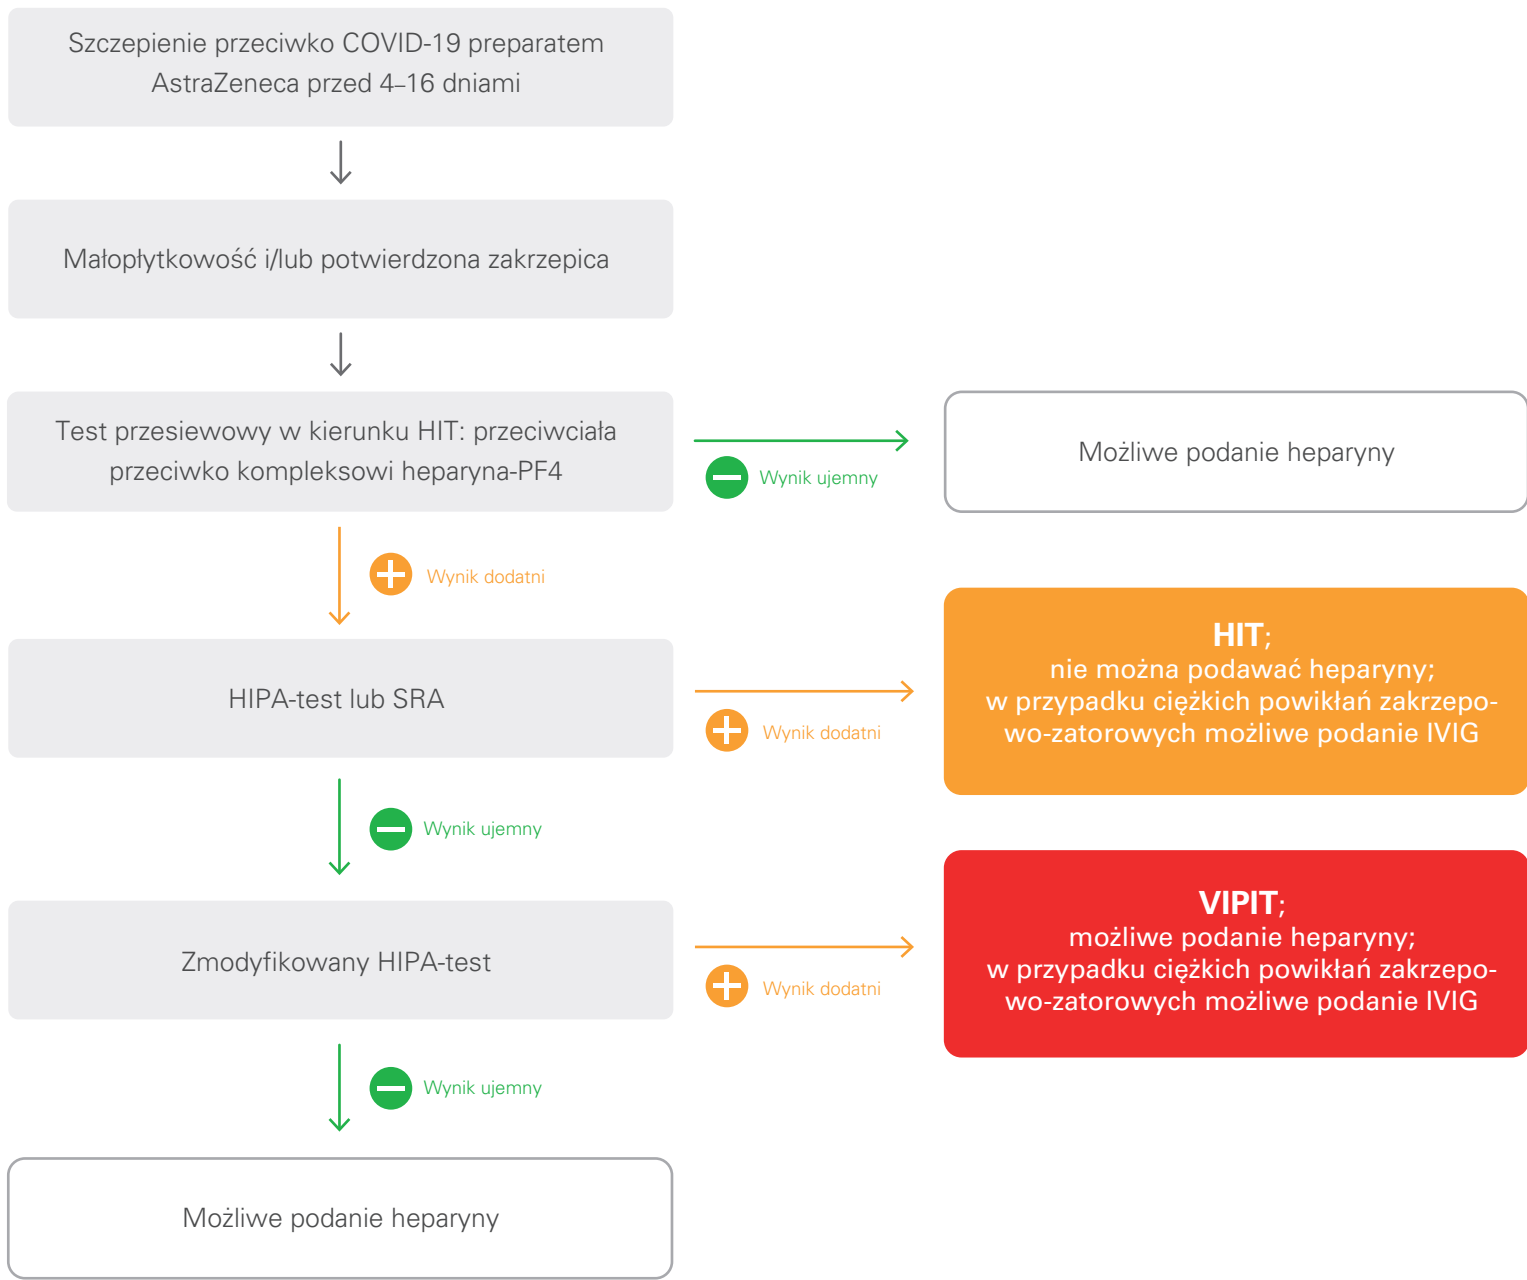 Szczepienie przeciwko COVID-19 preparatem
AstraZeneca przed 4–16 dniami
Małopłytkowość i/lub potwierdzona zakrzepica
Test przesiewowy w kierunku HIT: przeciwciała
przeciwko kompleksowi heparyna-PF4
Wynik ujemny
Możliwe podanie heparyny
Wynik dodatni
HIPA-test lub SRA
Wynik dodatni
HIT;
nie można podawać heparyny;
w przypadku ciężkich powikłań zakrzepo-
wo-zatorowych możliwe podanie IVIG
Wynik ujemny
Zmodyfikowany HIPA-test
Wynik dodatni
VIPIT;
możliwe podanie heparyny;
w przypadku ciężkich powikłań zakrzepo-
wo-zatorowych możliwe podanie IVIG
Wynik ujemny
Możliwe podanie heparyny